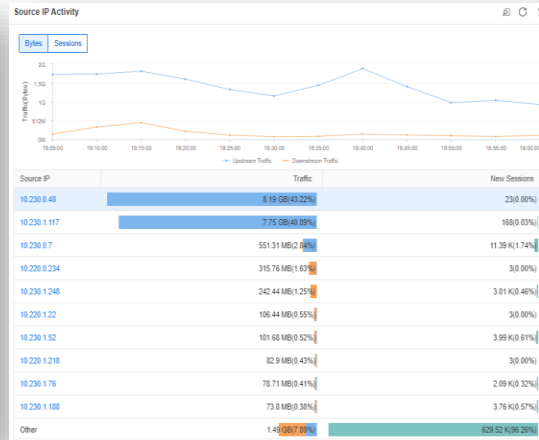 Source IP Activity
Bytes Sessions
Traffic(Bytes)
2G
1.5G
1G
512M
0M
18:05:00 18:10:00 18:15:00 18:20:00 18:25:00 18:30:00 18:35:00 18:40:00 18:45:00 18:50:00 18:55:00 19:00:00
Upstream Traffic Downstream Traffic
Source IP Traffic New Sessions
10.230.0.48 8.19 GB(43.22%) 23(0.00%)
10.230.1.117 7.75 GB(40.89%) 168(0.03%)
10.230.0.7 551.31 MB(2.84%) 11.39 K(1.74%)
10.220.0.234 315.76 MB(1.63%) 3(0.00%)
10.230.1.248 242.44 MB(1.25%) 3.01 K(0.46%)
10.220.1.22 106.44 MB(0.55%) 3(0.00%)
10.230.1.52 101.68 MB(0.52%) 3.99 K(0.61%)
10.220.1.218 82.9 MB(0.43%) 3(0.00%)
10.230.1.76 78.71 MB(0.41%) 2.09 K(0.32%)
10.230.1.188 73.8 MB(0.38%) 3.76 K(0.57%)
Other 1.49 GB(7.89%) 629.52 K(96.26%)